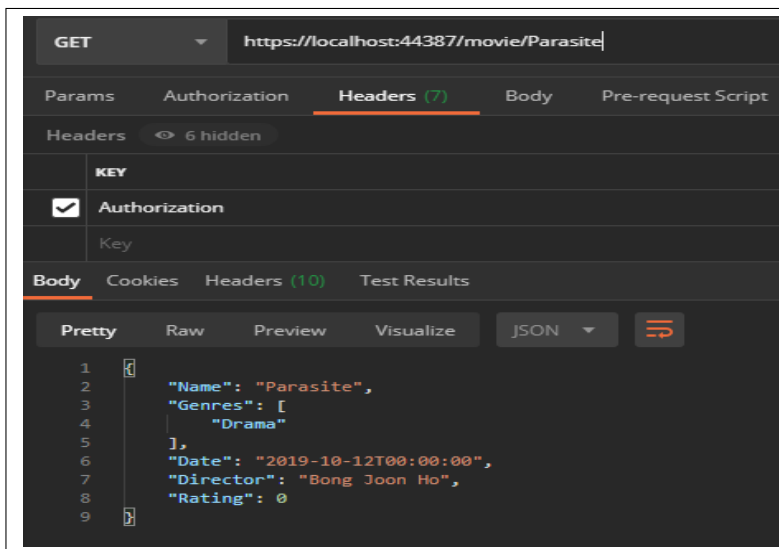 GET https://localhost:44387/movie/Parasite
Params Authorization Headers (7) Body Pre-request Script
Headers 6 hidden
KEY
Authorization
Key
Body Cookies Headers (10) Test Results
Pretty Raw Preview Visualize JSON
1 {
2 "Name": "Parasite",
3 "Genres": [
4 "Drama"
5 ],
6 "Date": "2019-10-12T00:00:00",
7 "Director": "Bong Joon Ho",
8 "Rating": 0
9 }